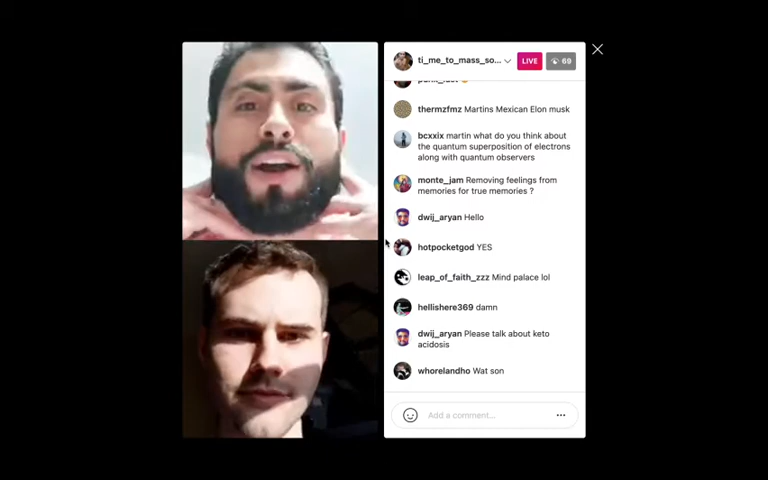 ti_me_to_mass_so...
LIVE
69
thermzfmz Martins Mexican Elon musk
bcxxix martin what do you think about
the quantum superposition of electrons
along with quantum observers
monte_jam Removing feelings from
memories for true memories ?
dwij_aryan Hello
hotpocketgod YES
leap_of_faith_zzz Mind palace lol
hellishere369 damn
dwij_aryan Please talk about keto
acidosis
whorelandho Wat son
Add a comment...